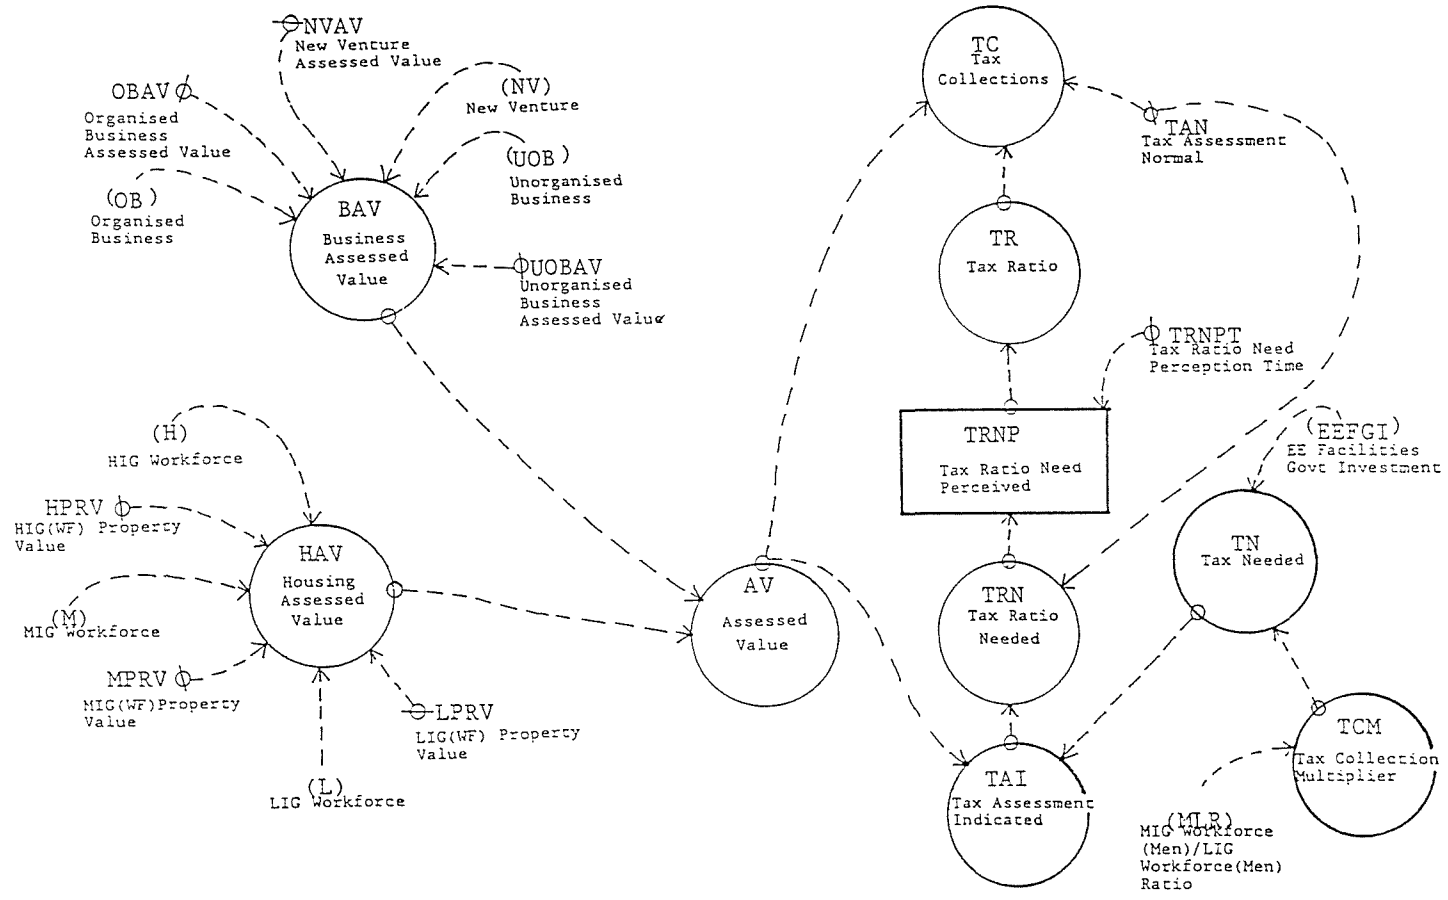 NVAV
New Venture
Assessed Value
OBAV
Organised
Business
Assessed Value
(OB)
Organised
Business
(NV)
New Venture
(UOB)
Unorganised
Business
BAV
Business
Assessed
Value
UOBAV
Unorganised
Business
Assessed Value
(H)
HIG Workforce
HPRV
HIG(WF) Property
Value
(M)
MIG Workforce
MPRV
MIG(WF)Property
Value
HAV
Housing
Assessed
Value
LPRV
LIG(WF) Property
Value
(L)
LIG Workforce
AV
Assessed
Value
TC
Tax
Collections
TAN
Tax Assessment
Normal
TR
Tax Ratio
TRNPT
Tax Ratio Need
Perception Time
TRNP
Tax Ratio Need
Perceived
(EEFGI)
EE Facilities
Govt Investment
TN
Tax Needed
TRN
Tax Ratio
Needed
TAI
Tax Assessment
Indicated
TCM
Tax Collection
Multiplier
(MLR)
MIG Workforce
(Men)/LIG
Workforce(Men)
Ratio